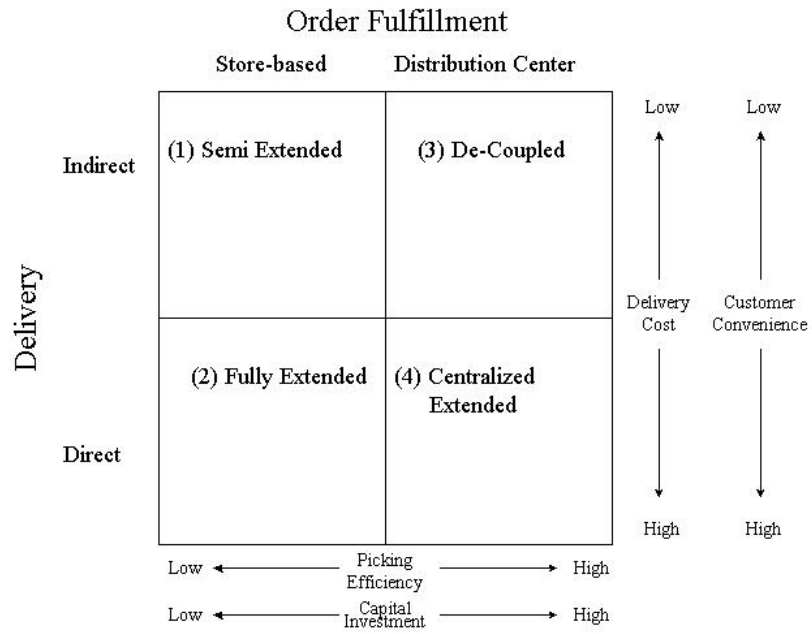 Order Fulfillment
Store-based Distribution Center
Low Low
Indirect (1) Semi Extended (3) De-Coupled
Delivery
Delivery Customer
Cost Convenience
(2) Fully Extended (4) Centralized
Extended
Direct
High High
Low Picking High
Efficiency
Low Capital High
Investment